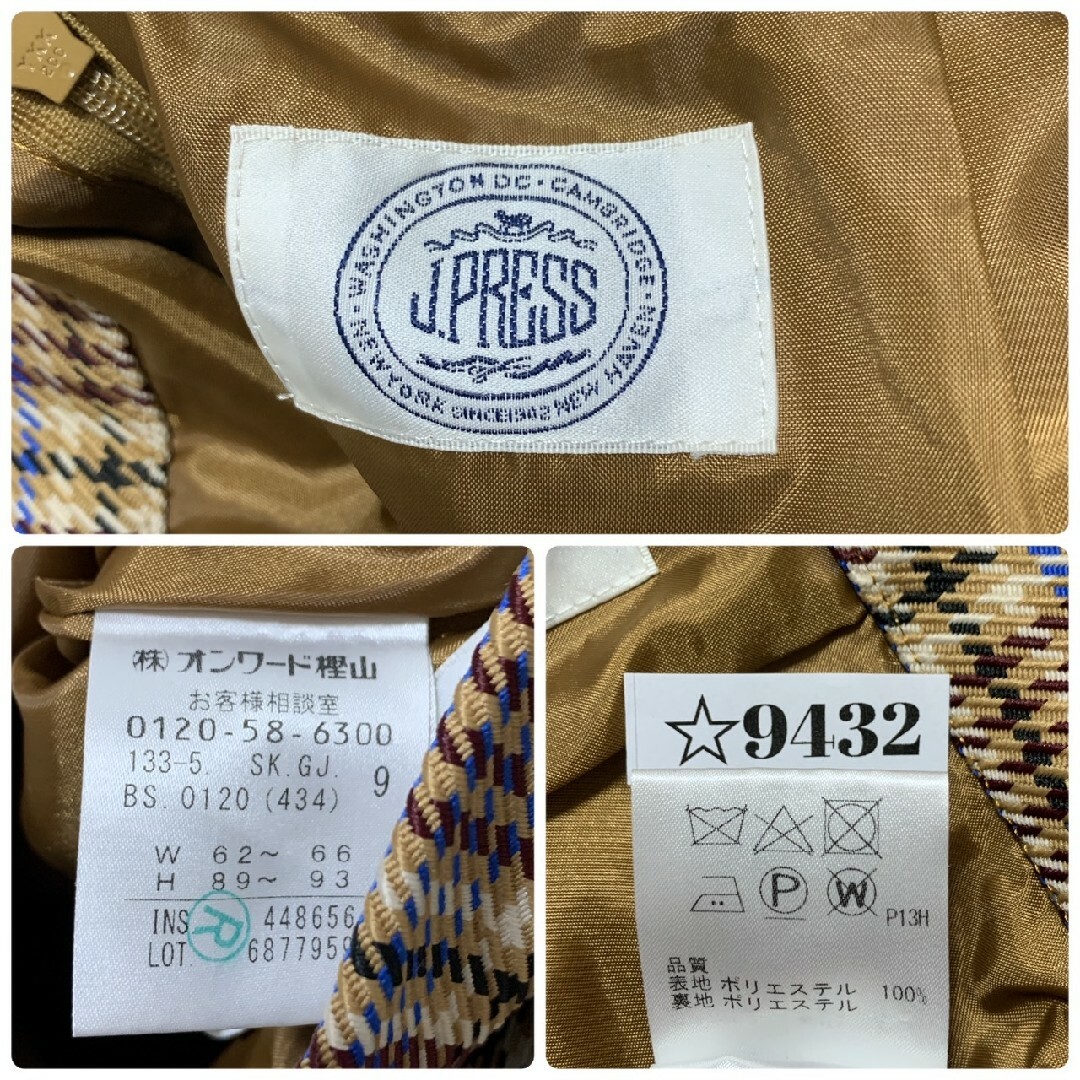 WASHINGTON DC・CAMBRIDGE・
J.PRESS
NEW YORK SINCE1902 NEW HAVEN
㈱オンワード樫山
お客様相談室
0120-58-6300
133-5. SK.GJ. 9
BS. 0120 (434)
W 62～ 66
H 89～ 93
INS. R 448656
LOT. 6877959
☆9432
P W
P13H
品質
表地 ポリエステル 100%
裏地 ポリエステル